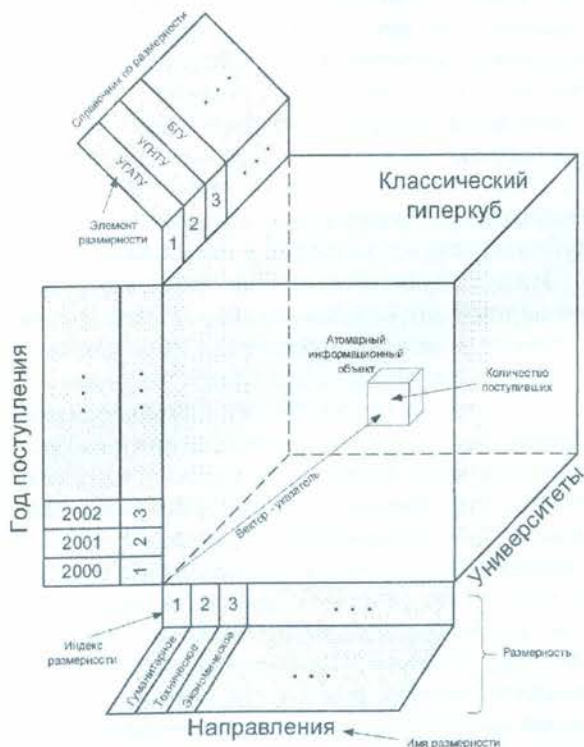 Справочник по размерности
БГУ
УГНТУ
УГАТУ
. . .
Элемент
размерности
1
2
3
. . .
Классический
гиперкуб
Атомарный
информационный
объект
Количество
поступивших
Вектор - указатель
Год поступления
. . .
. . .
2002 3
2001 2
2000 1
Университеты
1 2 3 . . .
Индекс
размерности
Гуманитарное
Техническое
Экономическое
. . .
Размерность
Направления
Имя размерности